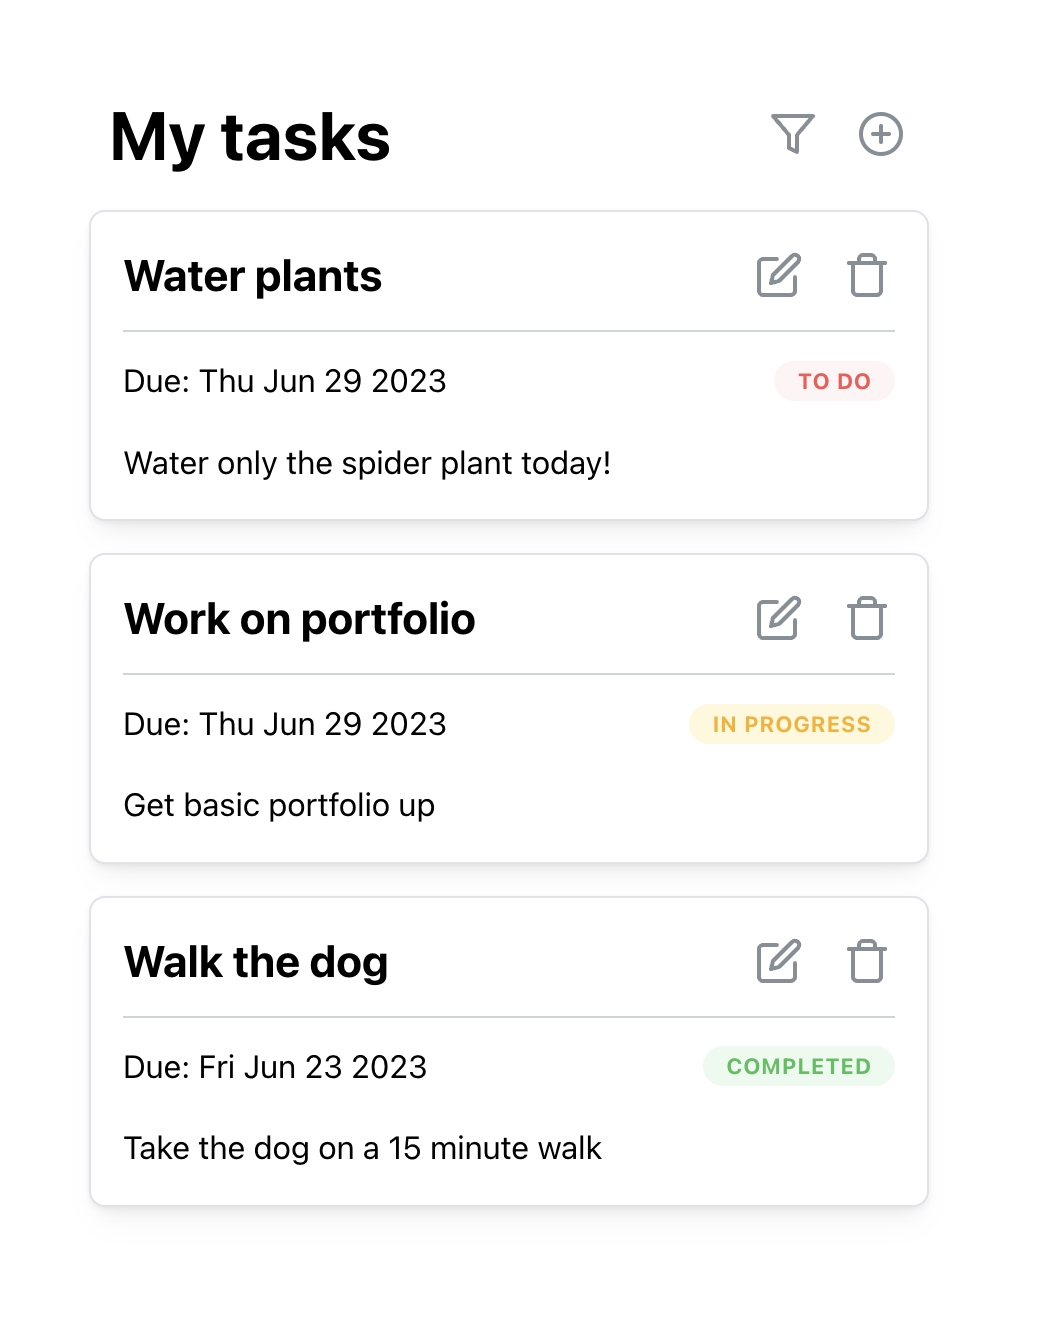 My tasks
Water plants
Due: Thu Jun 29 2023
TO DO
Water only the spider plant today!
Work on portfolio
Due: Thu Jun 29 2023
IN PROGRESS
Get basic portfolio up
Walk the dog
Due: Fri Jun 23 2023
COMPLETED
Take the dog on a 15 minute walk